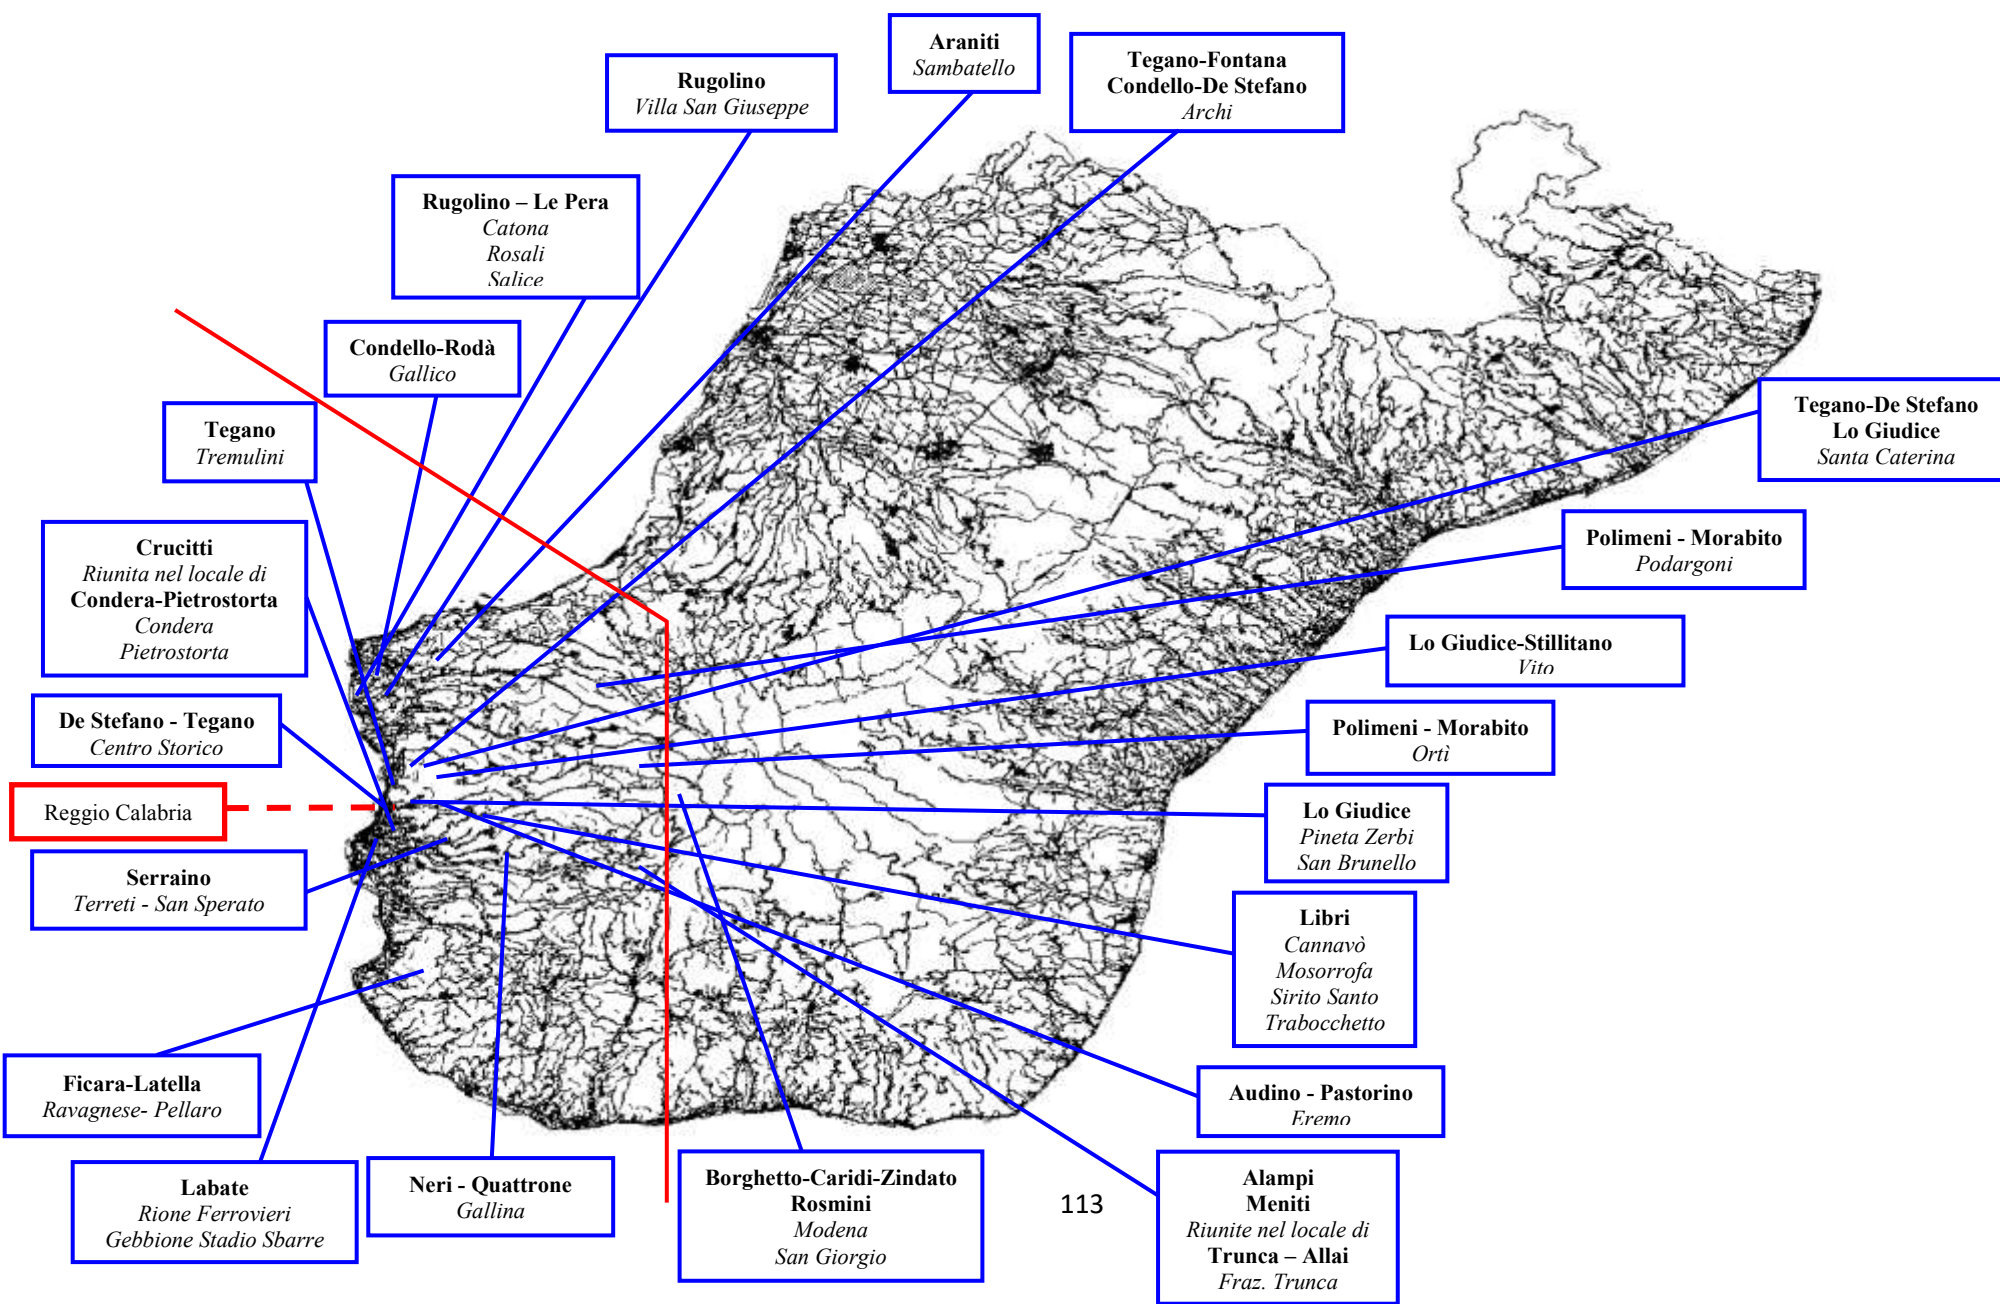 Araniti
Sambatello
Tegano-Fontana
Condello-De Stefano
Archi
Rugolino
Villa San Giuseppe
Rugolino – Le Pera
Catona
Rosali
Salice
Condello-Rodà
Gallico
Tegano
Tremulini
Tegano-De Stefano
Lo Giudice
Santa Caterina
Crucitti
Riunita nel locale di
Condera-Pietrostorta
Condera
Pietrostorta
Polimeni - Morabito
Podargoni
Lo Giudice-Stillitano
Vito
De Stefano - Tegano
Centro Storico
Polimeni - Morabito
Ortì
Reggio Calabria
Lo Giudice
Pineta Zerbi
San Brunello
Serraino
Terreti - San Sperato
Libri
Cannavò
Mosorrofa
Sirito Santo
Trabocchetto
Ficara-Latella
Ravagnese- Pellaro
Audino - Pastorino
Eremo
Labate
Rione Ferrovieri
Gebbione Stadio Sbarre
Neri - Quattrone
Gallina
Borghetto-Caridi-Zindato
Rosmini
Modena
San Giorgio
113
Alampi
Meniti
Riunite nel locale di
Trunca – Allai
Fraz. Trunca